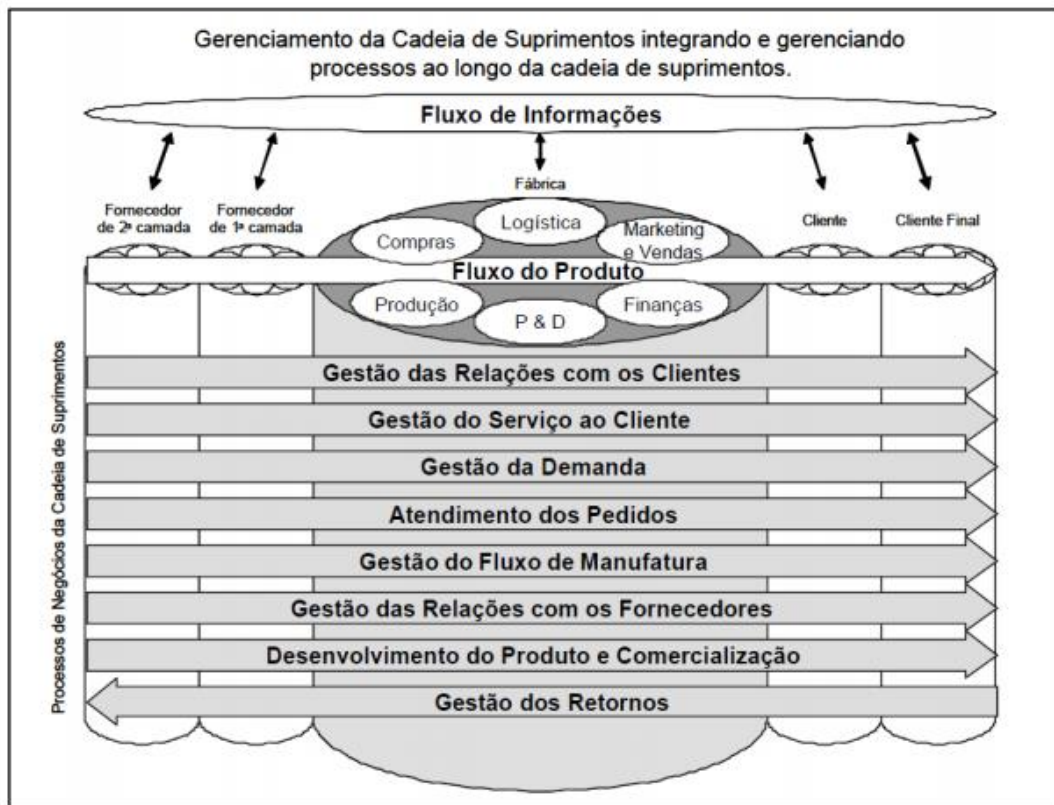 Gerenciamento da Cadeia de Suprimentos integrando e gerenciando
processos ao longo da cadeia de suprimentos.
Fluxo de Informações
Fornecedor
de 2ª camada
Fornecedor
de 1ª camada
Fábrica
Cliente
Cliente Final
Logística
Compras
Marketing
e Vendas
Fluxo do Produto
Produção
P & D
Finanças
Processos de Negócios da Cadeia de Suprimentos
Gestão das Relações com os Clientes
Gestão do Serviço ao Cliente
Gestão da Demanda
Atendimento dos Pedidos
Gestão do Fluxo de Manufatura
Gestão das Relações com os Fornecedores
Desenvolvimento do Produto e Comercialização
Gestão dos Retornos